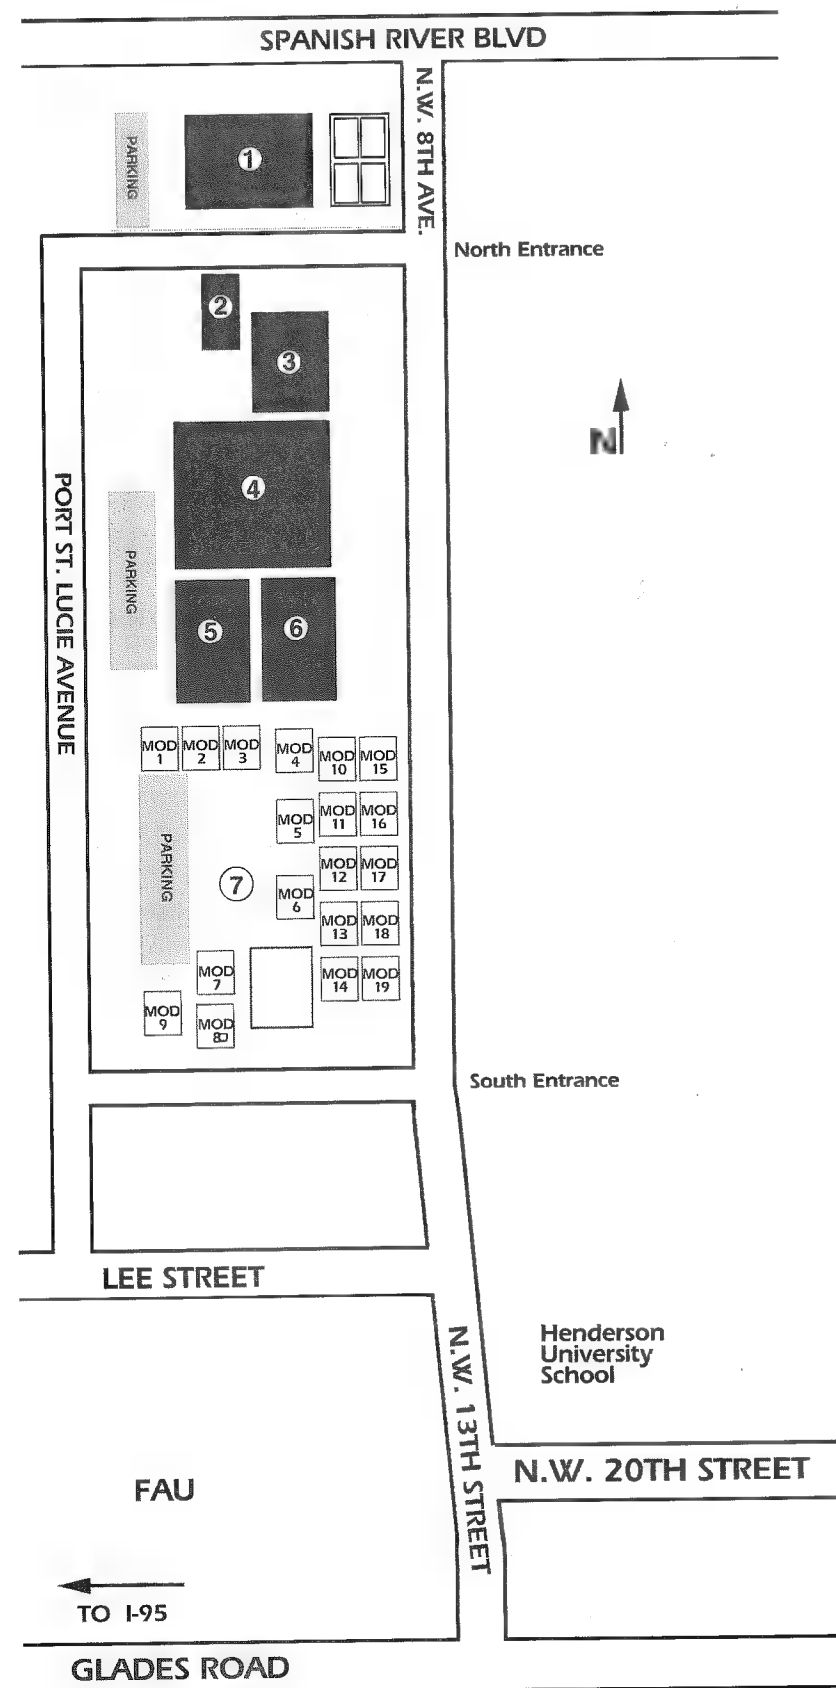 SPANISH RIVER BLVD
N.W. 8TH AVE.
PARKING
1
North Entrance
2
3
N
4
PORT ST. LUCIE AVENUE
PARKING
5
6
MOD
1
MOD
2
MOD
3
MOD
4
MOD
10
MOD
15
MOD
5
MOD
11
MOD
16
PARKING
7
MOD
6
MOD
12
MOD
17
MOD
13
MOD
18
MOD
7
MOD
14
MOD
19
MOD
9
MOD
8
South Entrance
LEE STREET
N.W. 13TH STREET
Henderson
University
School
N.W. 20TH STREET
FAU
TO I-95
GLADES ROAD